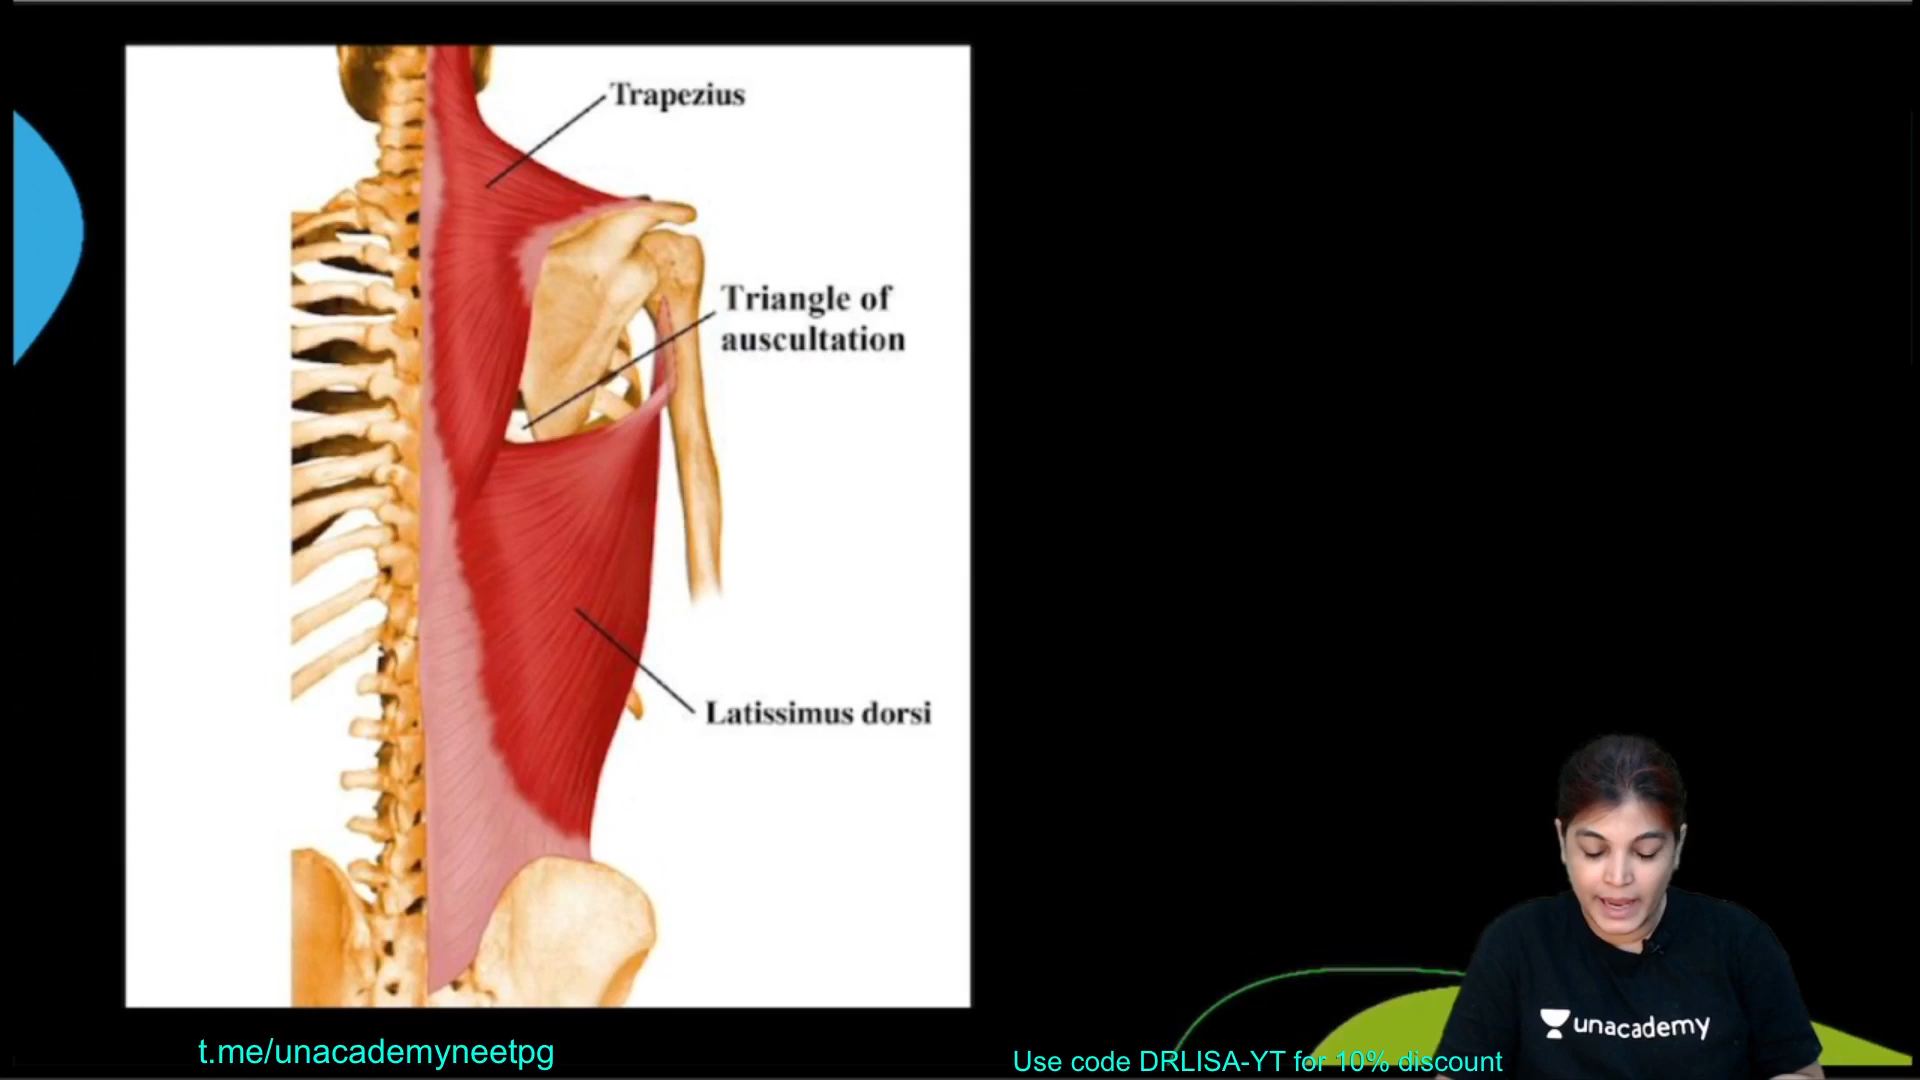 Trapezius
Triangle of
auscultation
Latissimus dorsi
unacademy
t.me/unacademyneetpg
Use code DRLISA-YT for 10% discount